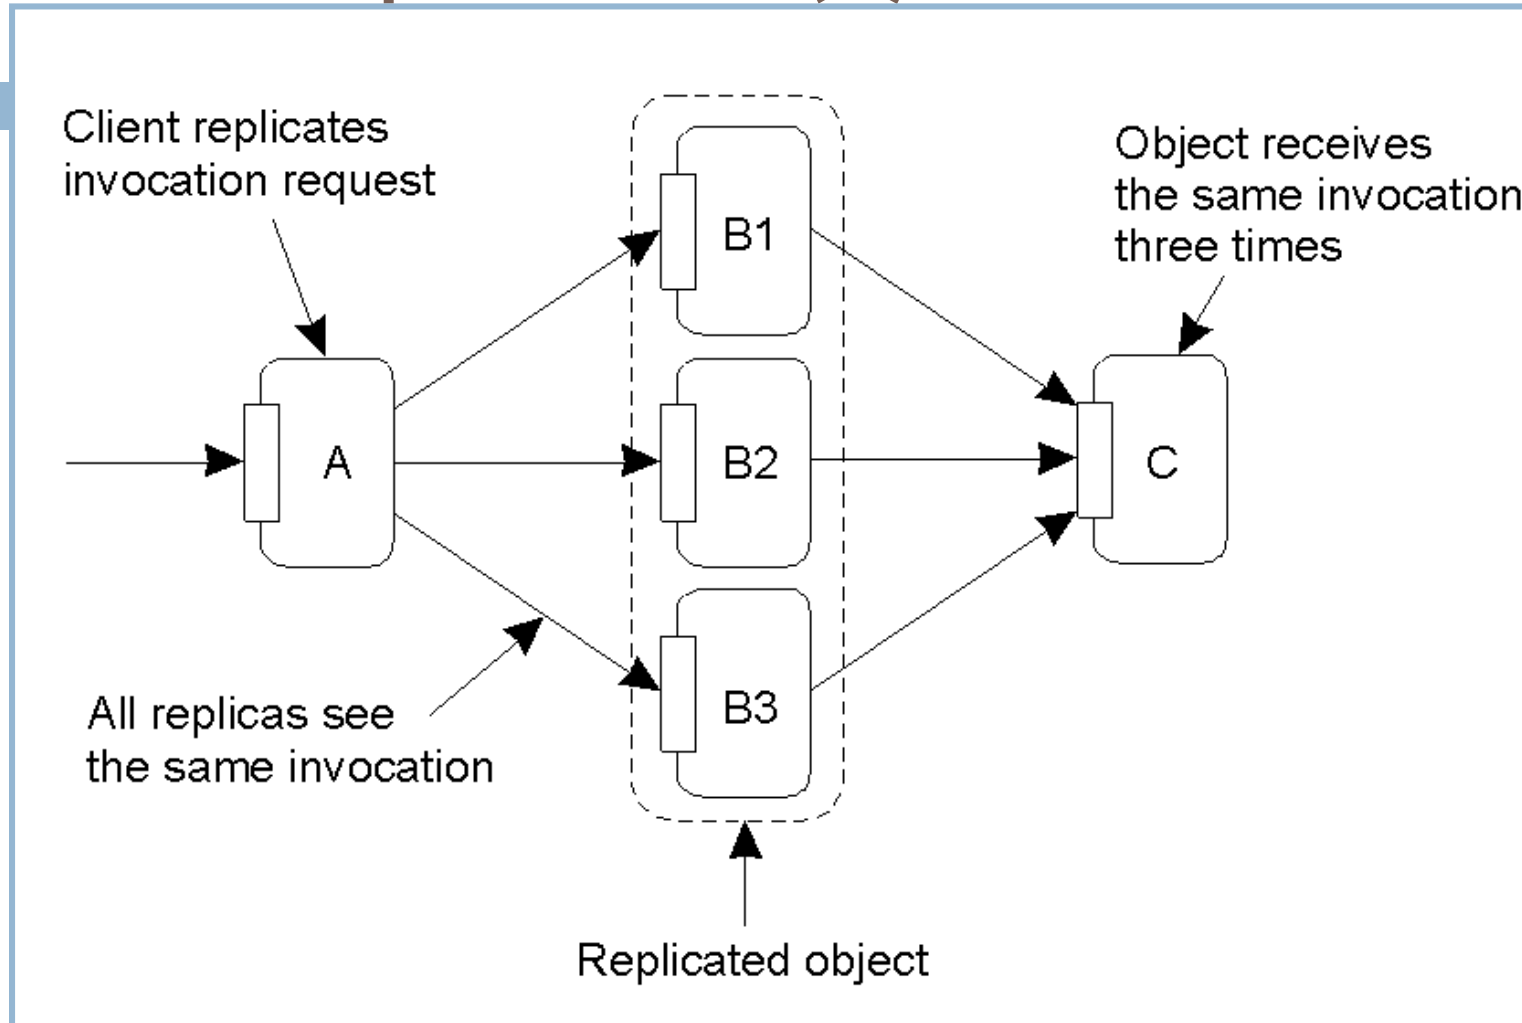 Client replicates
invocation request
Object receives
the same invocation
three times
B1
A
B2
C
B3
All replicas see
the same invocation
Replicated object